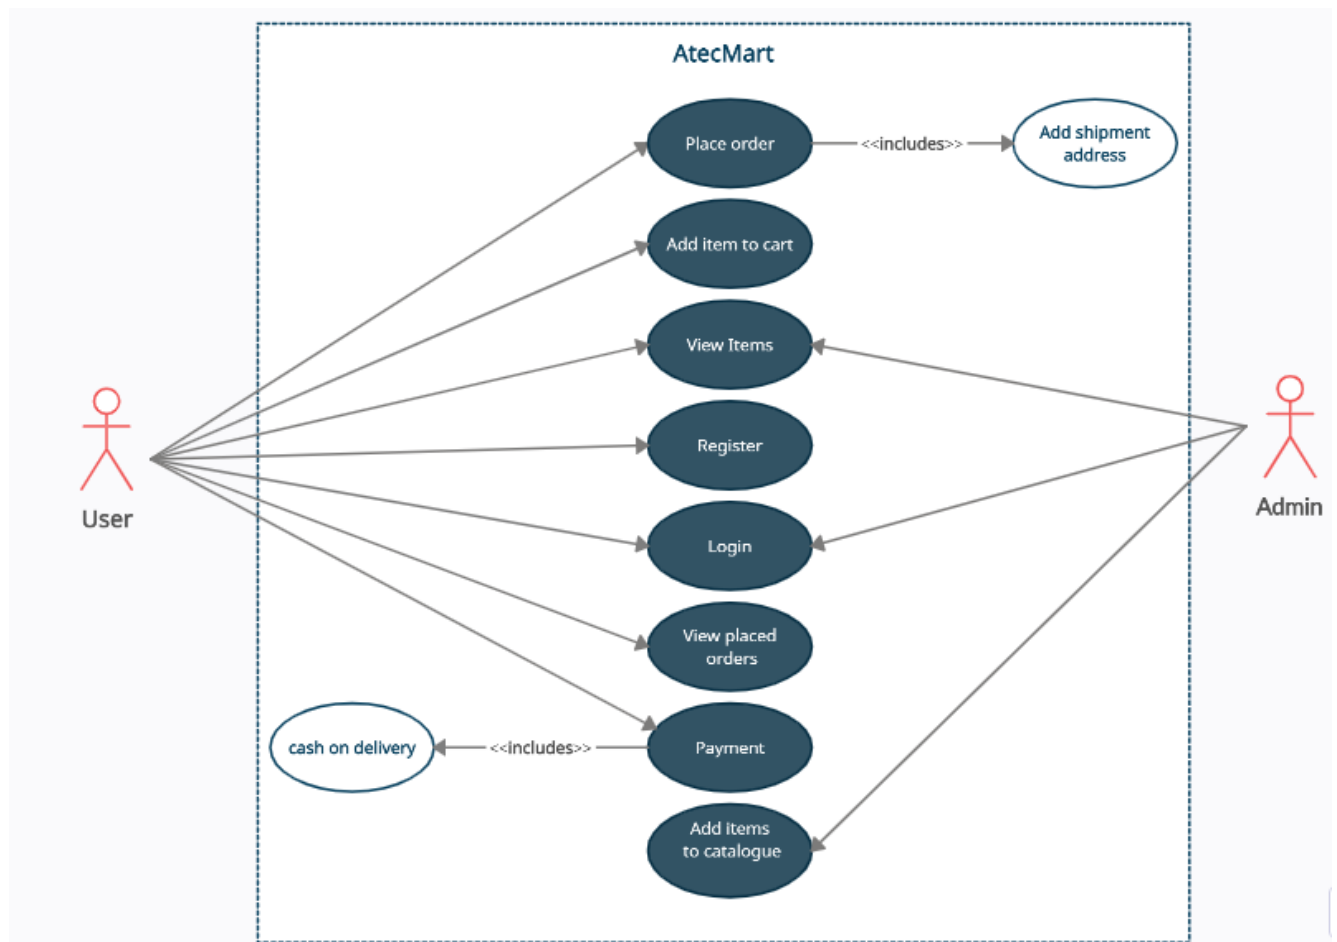 AtecMart
Place order
<<includes>>
Add shipment
address
Add item to cart
View Items
Register
User
Admin
Login
View placed
orders
cash on delivery
<<includes>>
Payment
Add items
to catalogue